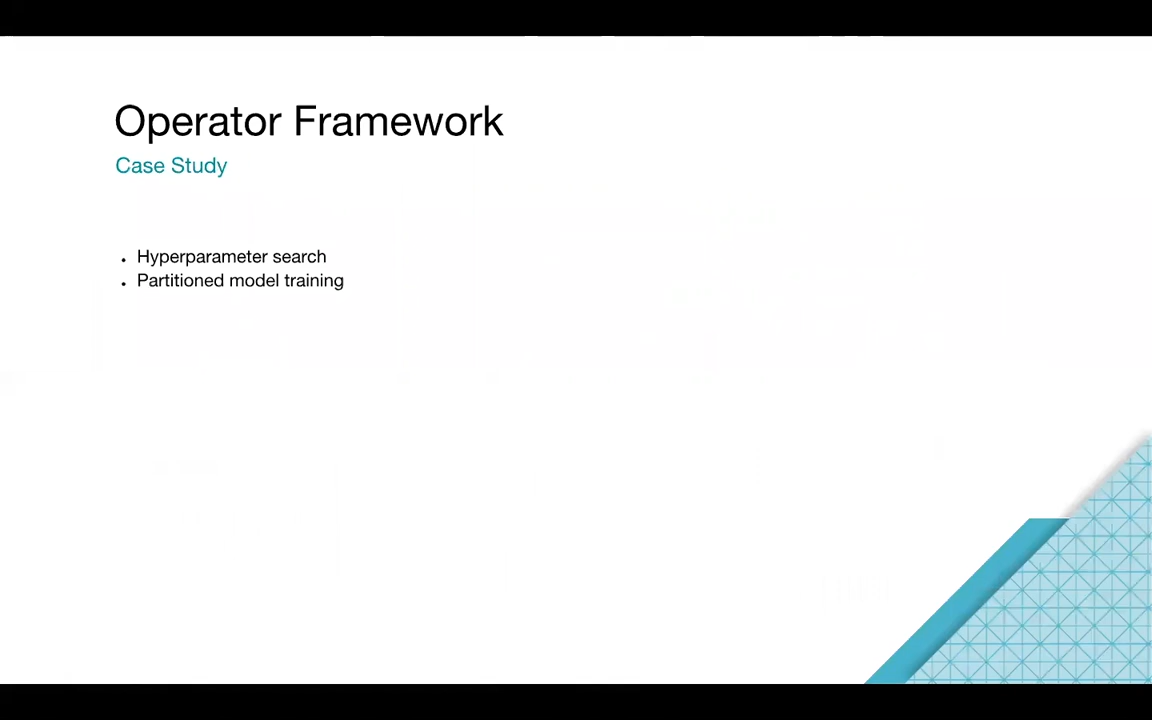 Operator Framework
Case Study
• Hyperparameter search
• Partitioned model training